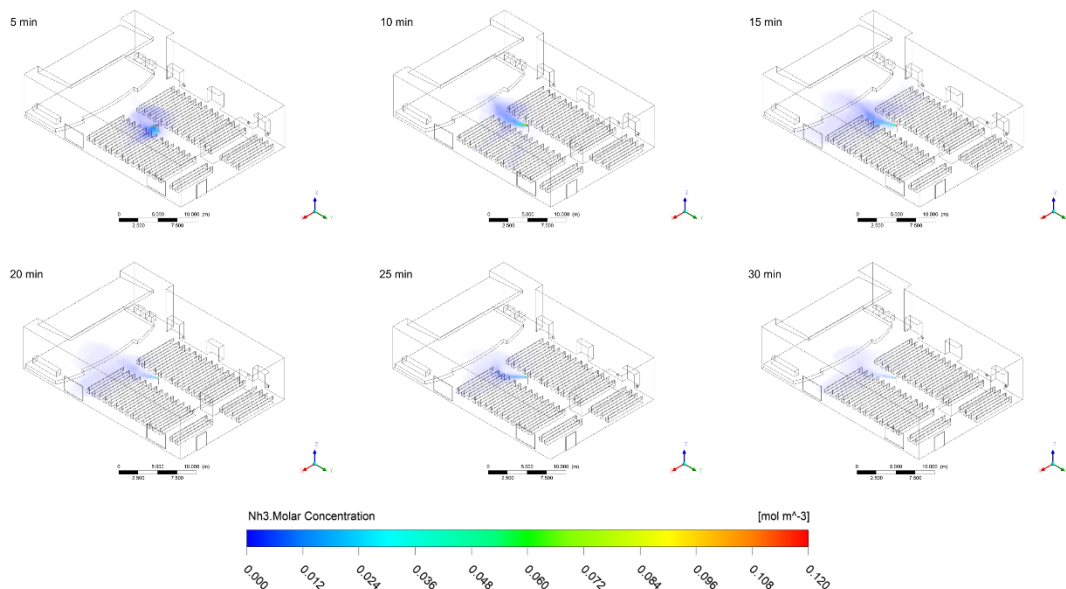 5 min
10 min
15 min
0 5.000 10.000 (m)
2.500 7.500
Z
X Y
0 5.000 10.000 (m)
2.500 7.500
Z
X Y
0 6.000 10.000 (m)
2.500 7.500
Z
X Y
20 min
25 min
30 min
0 5.000 10.000 (m)
2.500 7.500
Z
X Y
0 5.000 10.000 (m)
2.500 7.500
Z
X Y
0 5.000 10.000 (m)
2.500 7.500
Z
X Y
Nh3.Molar Concentration [mol m^-3]
0.000 0.012 0.024 0.036 0.048 0.060 0.072 0.084 0.096 0.108 0.120